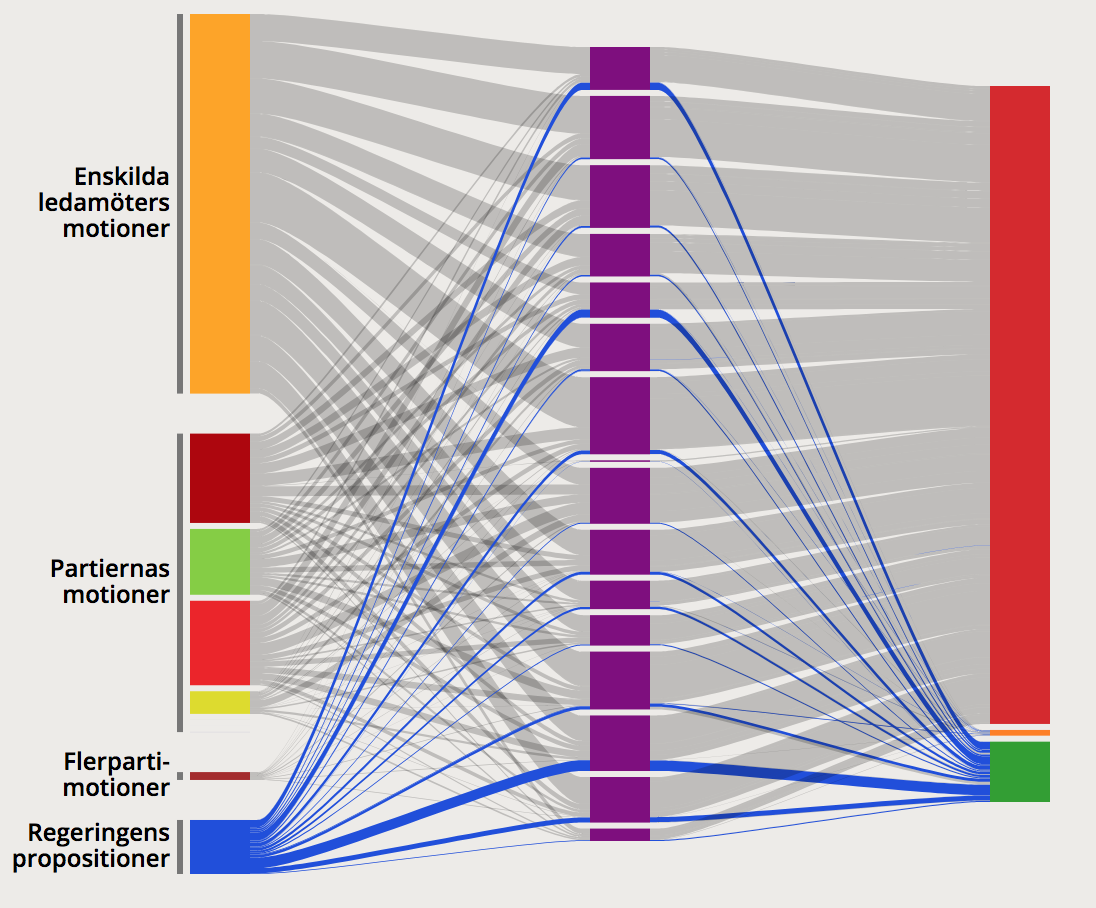 Enskilda
ledamöters
motioner
Partiernas
motioner
Flerparti-
motioner
Regeringens
propositioner